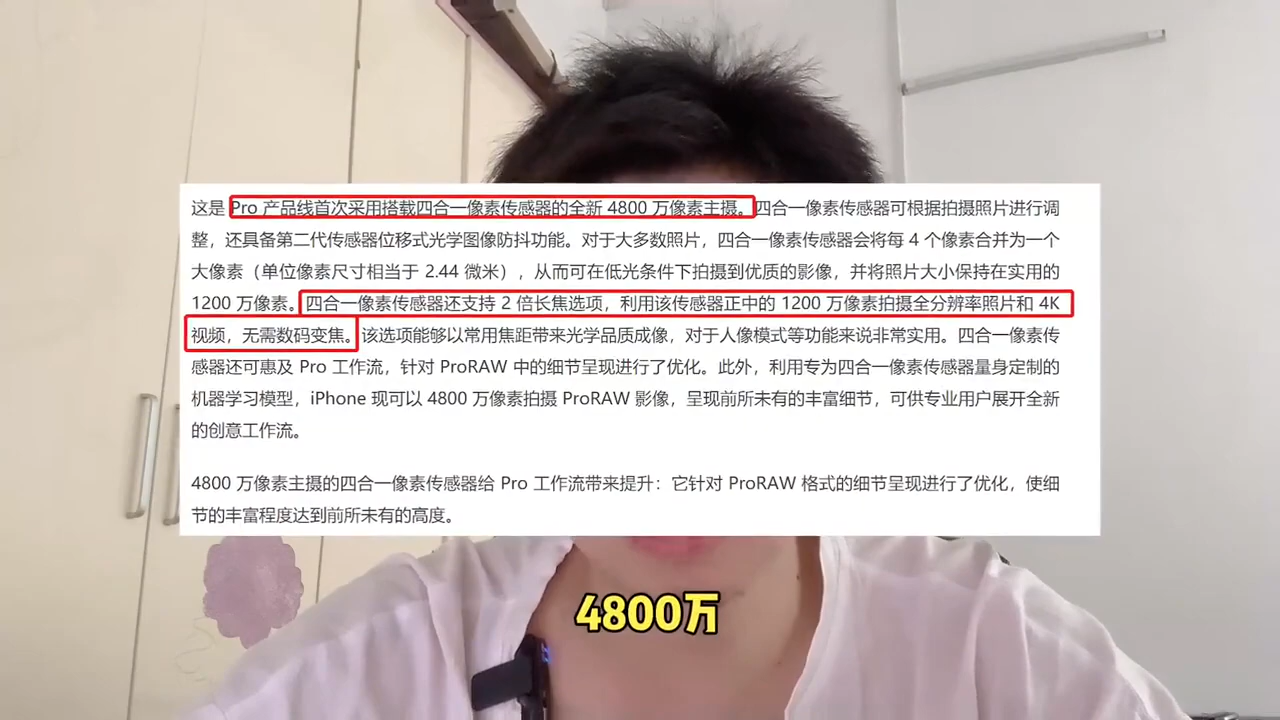 这是 Pro 产品线首次采用搭载四合一像素传感器的全新 4800 万像素主摄。四合一像素传感器可根据拍摄照片进行调
整，还具备第二代传感器位移式光学图像防抖功能。对于大多数照片，四合一像素传感器会将每 4 个像素合并为一个
大像素（单位像素尺寸相当于 2.44 微米），从而可在低光条件下拍摄到优质的影像，并将照片大小保持在实用的
1200 万像素。四合一像素传感器还支持 2 倍长焦选项，利用该传感器正中的 1200 万像素拍摄全分辨率照片和 4K
视频，无需数码变焦。该选项能够以常用焦距带来光学品质成像，对于人像模式等功能来说非常实用。四合一像素传
感器还可惠及 Pro 工作流，针对 ProRAW 中的细节呈现进行了优化。此外，利用专为四合一像素传感器量身定制的
机器学习模型，iPhone 现可以 4800 万像素拍摄 ProRAW 影像，呈现前所未有的丰富细节，可供专业用户展开全新
的创意工作流。
4800 万像素主摄的四合一像素传感器给 Pro 工作流带来提升：它针对 ProRAW 格式的细节呈现进行了优化，使细
节的丰富程度达到前所未有的高度。
4800万